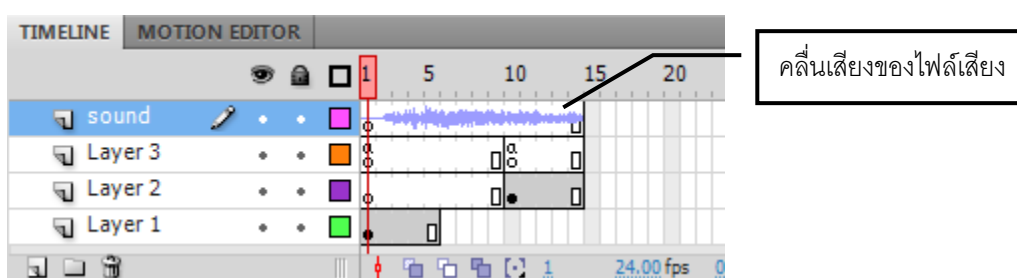 TIMELINE MOTION EDITOR
1 5 10 15 20
คลื่นเสียงของไฟล์เสียง
sound
Layer 3
a a
Layer 2
Layer 1
1 24.00 fps 0